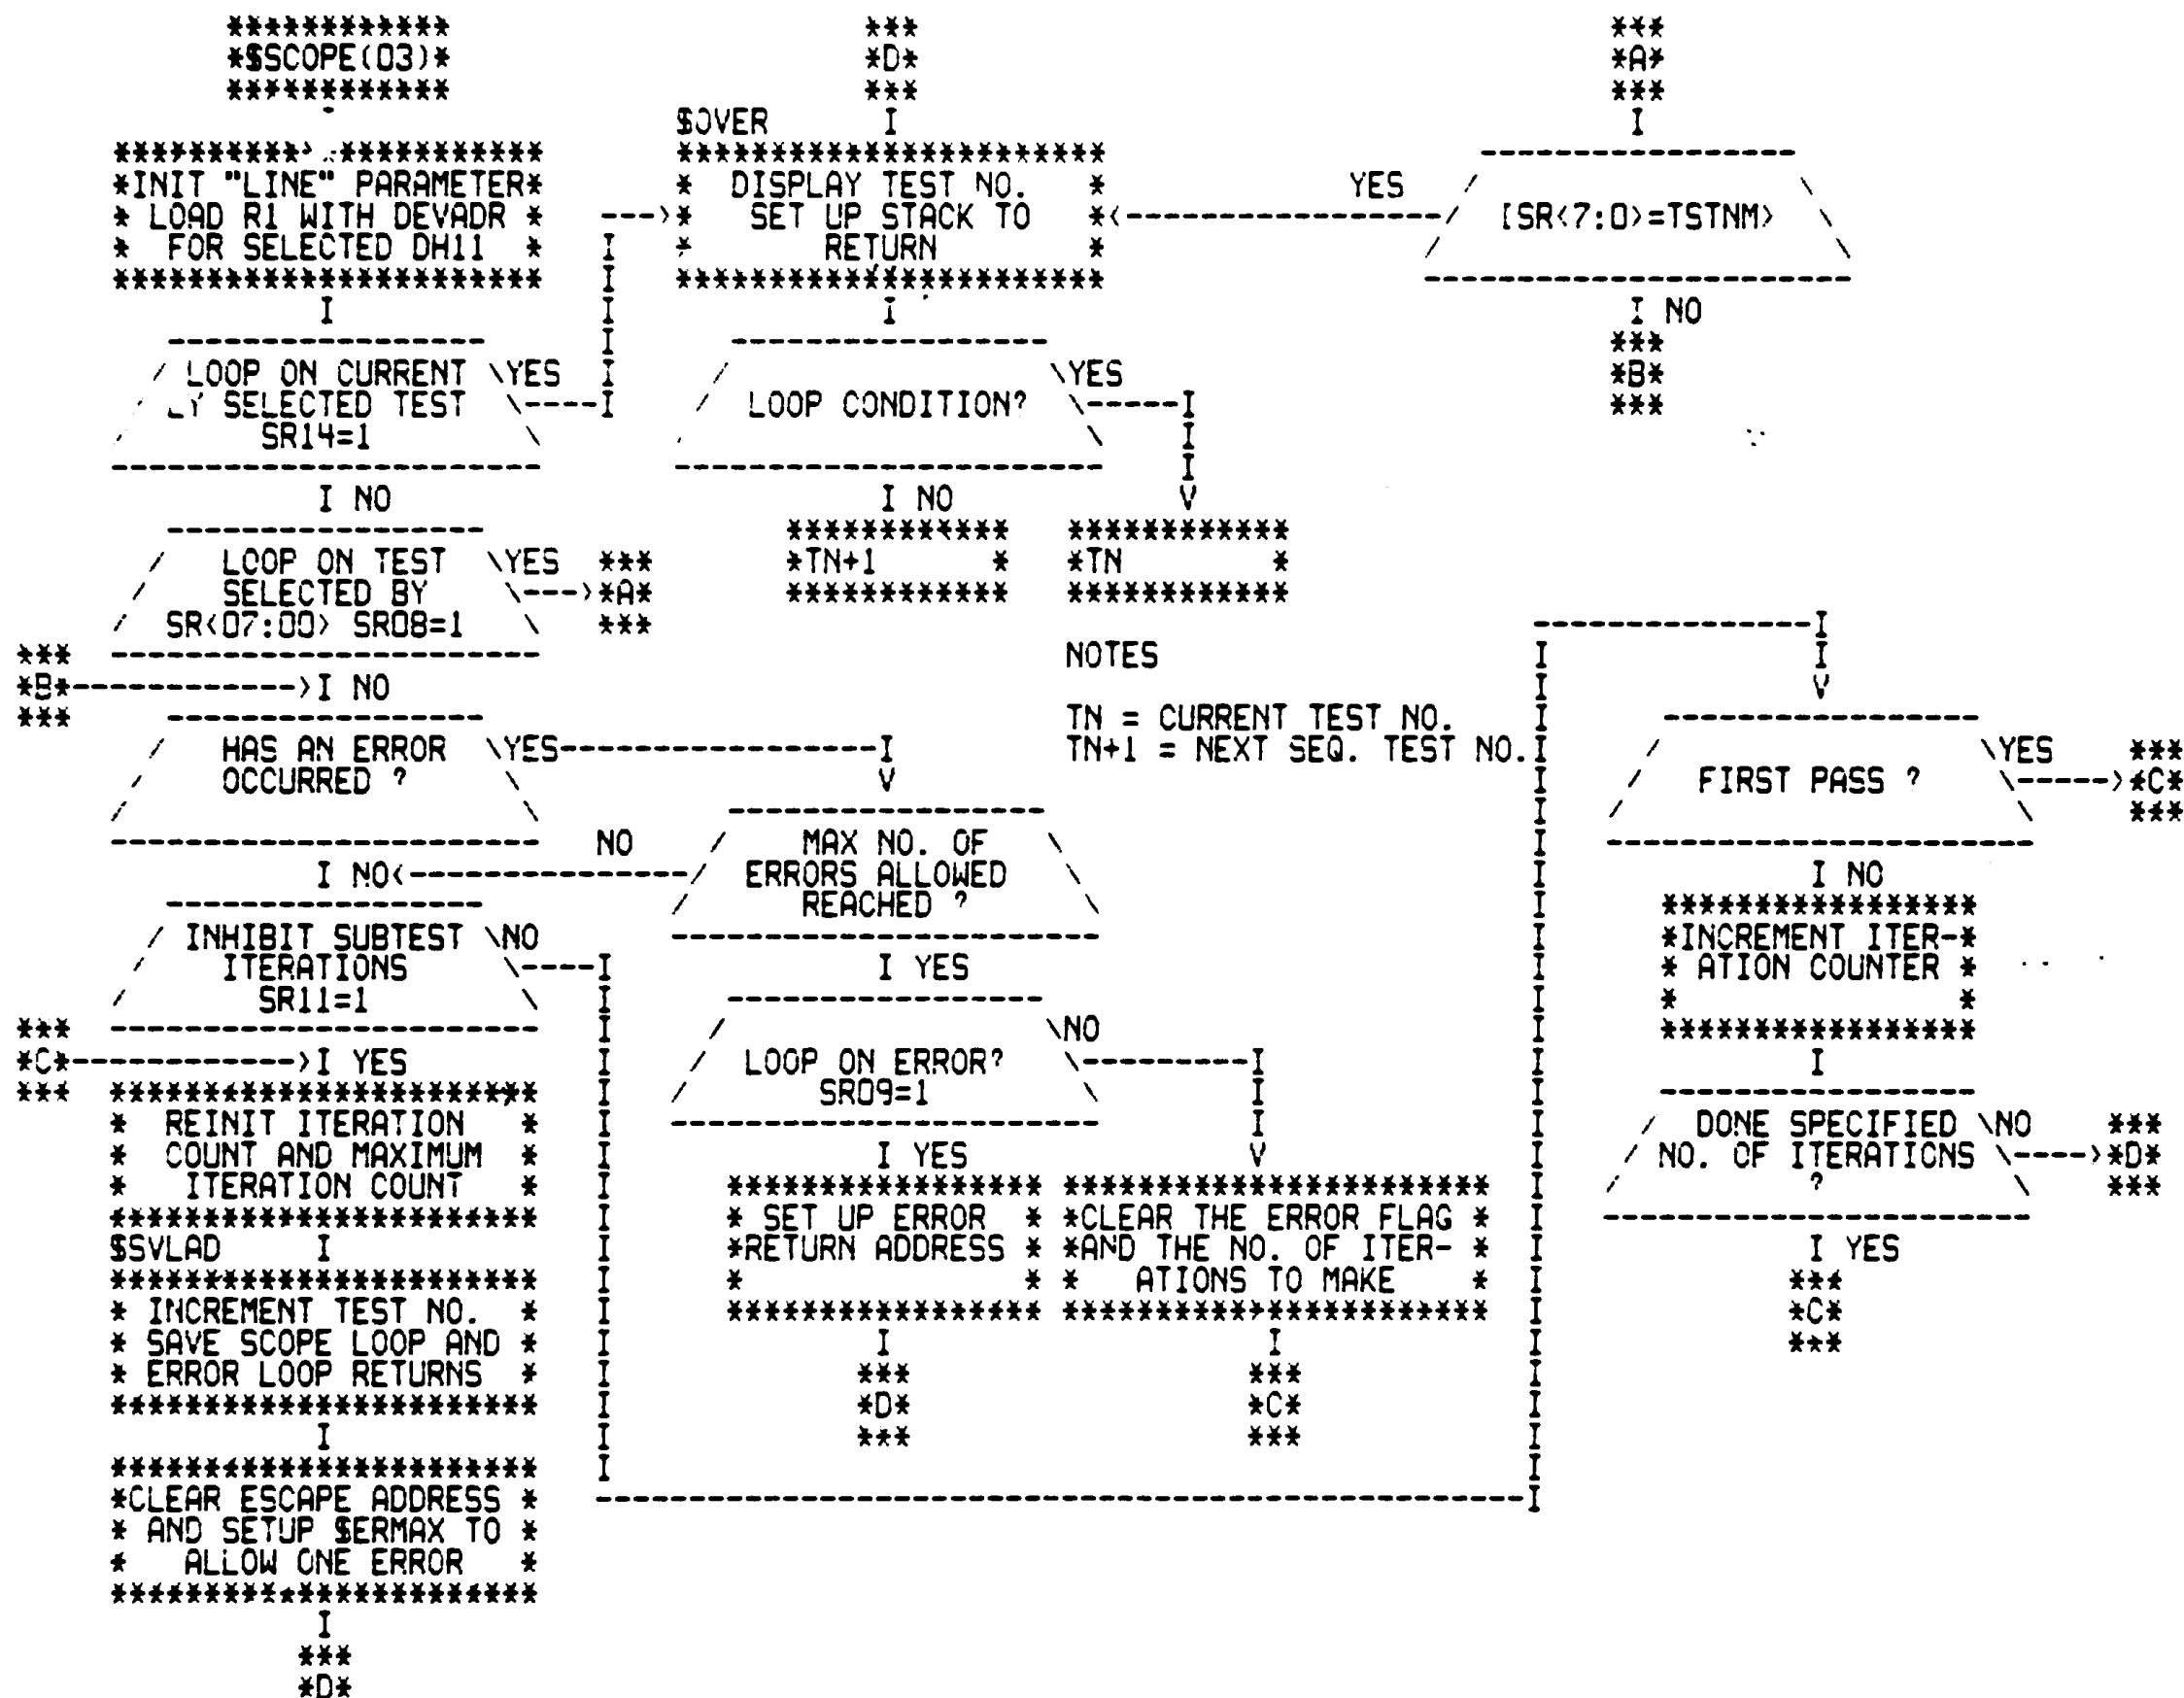 *$SCOPE(03)*
*INIT "LINE" PARAMETER*
* LOAD R1 WITH DEVADR *
* FOR SELECTED DH11 *
/ LOOP ON CURRENT \YES
LY SELECTED TEST \----I
SR14=1
I NO
/ LOOP ON TEST \YES
SELECTED BY \--->*A*
/ SR<07:00> SR08=1 \
*B*------------>I NO
/ HAS AN ERROR \YES-----------------I
OCCURRED ?
I NO<---------------
/ INHIBIT SUBTEST \NO
ITERATIONS \----I
SR11=1
*C*------------>I YES
* REINIT ITERATION *
* COUNT AND MAXIMUM *
* ITERATION COUNT *
$SVLAD I
* INCREMENT TEST NO. *
* SAVE SCOPE LOOP AND *
* ERROR LOOP RETURNS *
*CLEAR ESCAPE ADDRESS *
* AND SETUP $ERMAX TO *
* ALLOW ONE ERROR *
*D*
*D*
$OVER I
* DISPLAY TEST NO. *
* SET UP STACK TO *
* RETURN *
\YES
/ LOOP CONDITION? \-----I
I NO
*TN+1 *
*TN *
NOTES
TN = CURRENT TEST NO.
TN+1 = NEXT SEQ. TEST NO.
NO / MAX NO. OF \
ERRORS ALLOWED
REACHED ?
I YES
\NO
/ LOOP ON ERROR? \---------I
SR09=1
I YES
* SET UP ERROR *
*RETURN ADDRESS *
*D*
*CLEAR THE ERROR FLAG *
*AND THE NO. OF ITER- *
* ATIONS TO MAKE *
*C*
*A*
YES
[SR<7:0>=TSTNM>
I NO
*B*
\YES
/ FIRST PASS ? \----->*C*
I NO
*INCREMENT ITER-*
* ATION COUNTER *
/ DONE SPECIFIED \NO
/ NO. OF ITERATIONS \---->*D*
?
I YES
*C*